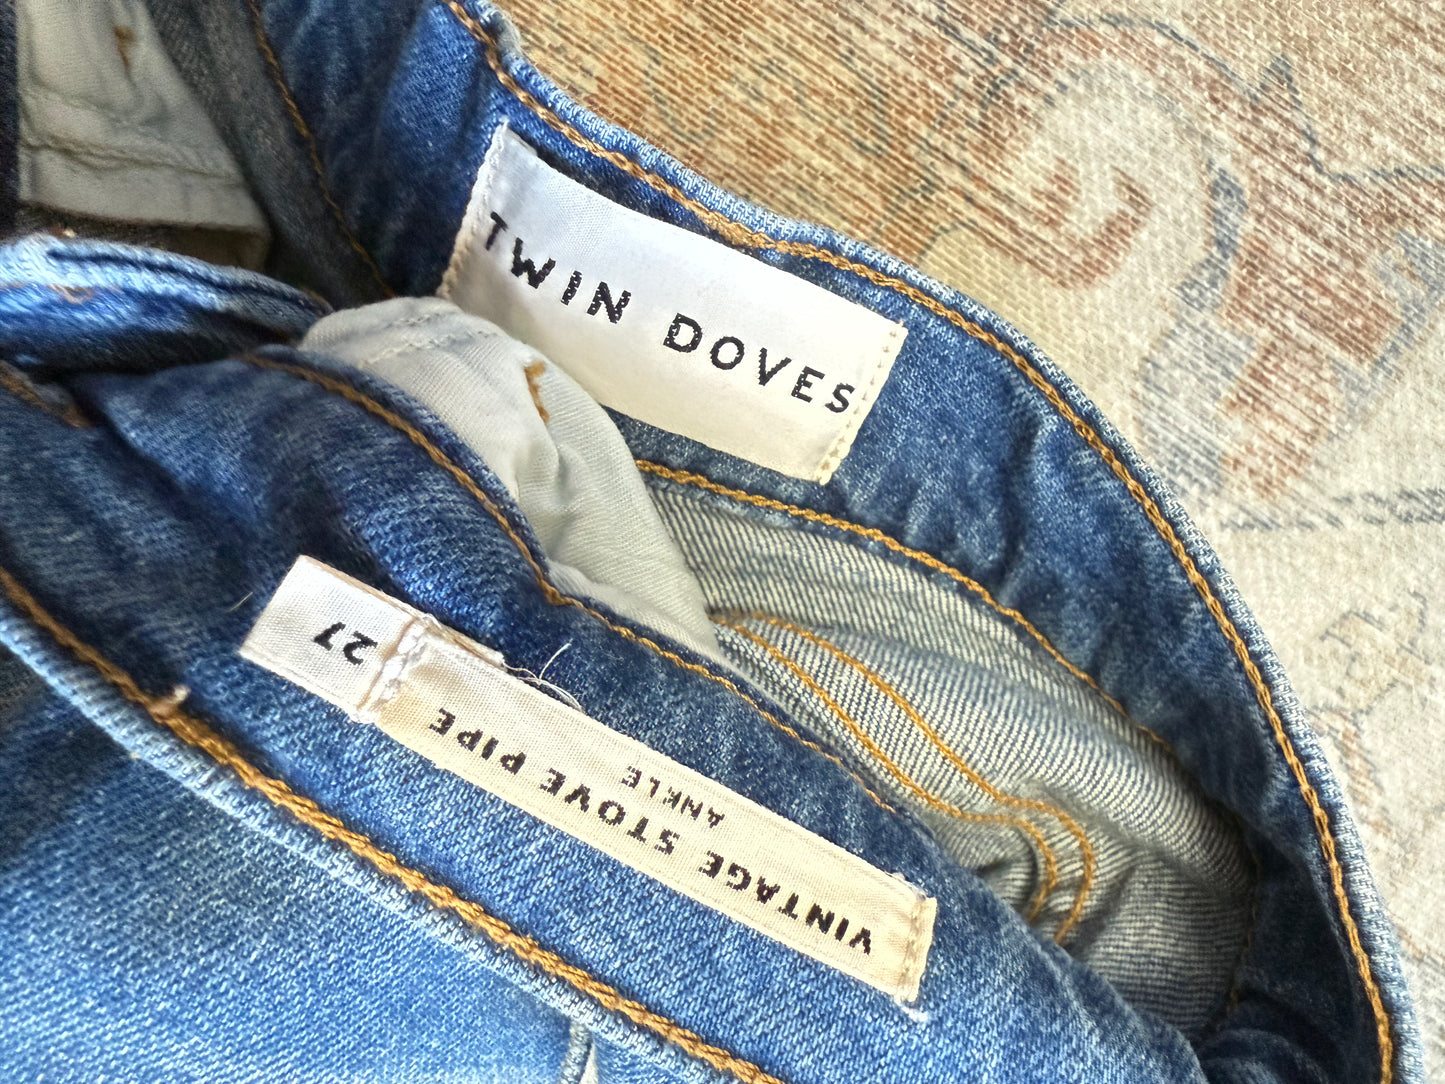 TWIN DOVES
VINTAGE STOVE PIPE
ANKLE
27